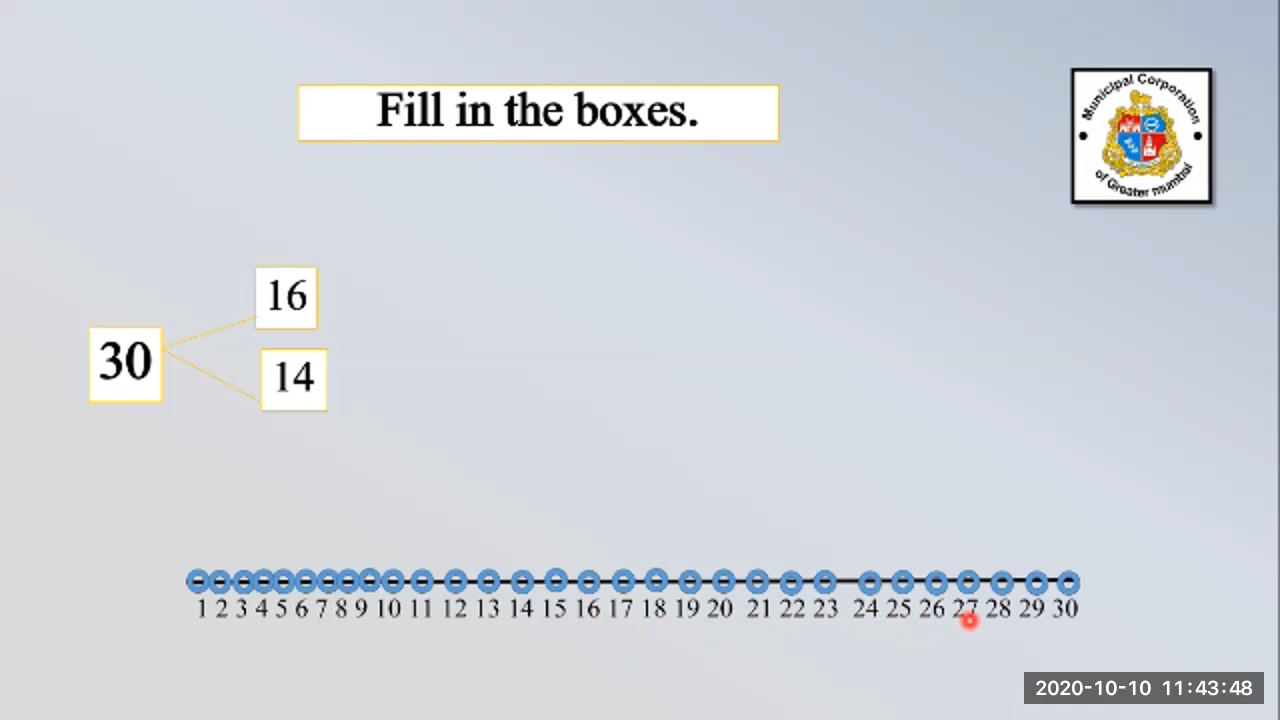 Fill in the boxes.
Municipal Corporation
of Greater mumbai
16
30
14
1 2 3 4 5 6 7 8 9 10 11 12 13 14 15 16 17 18 19 20 21 22 23 24 25 26 27 28 29 30
2020-10-10 11:43:48